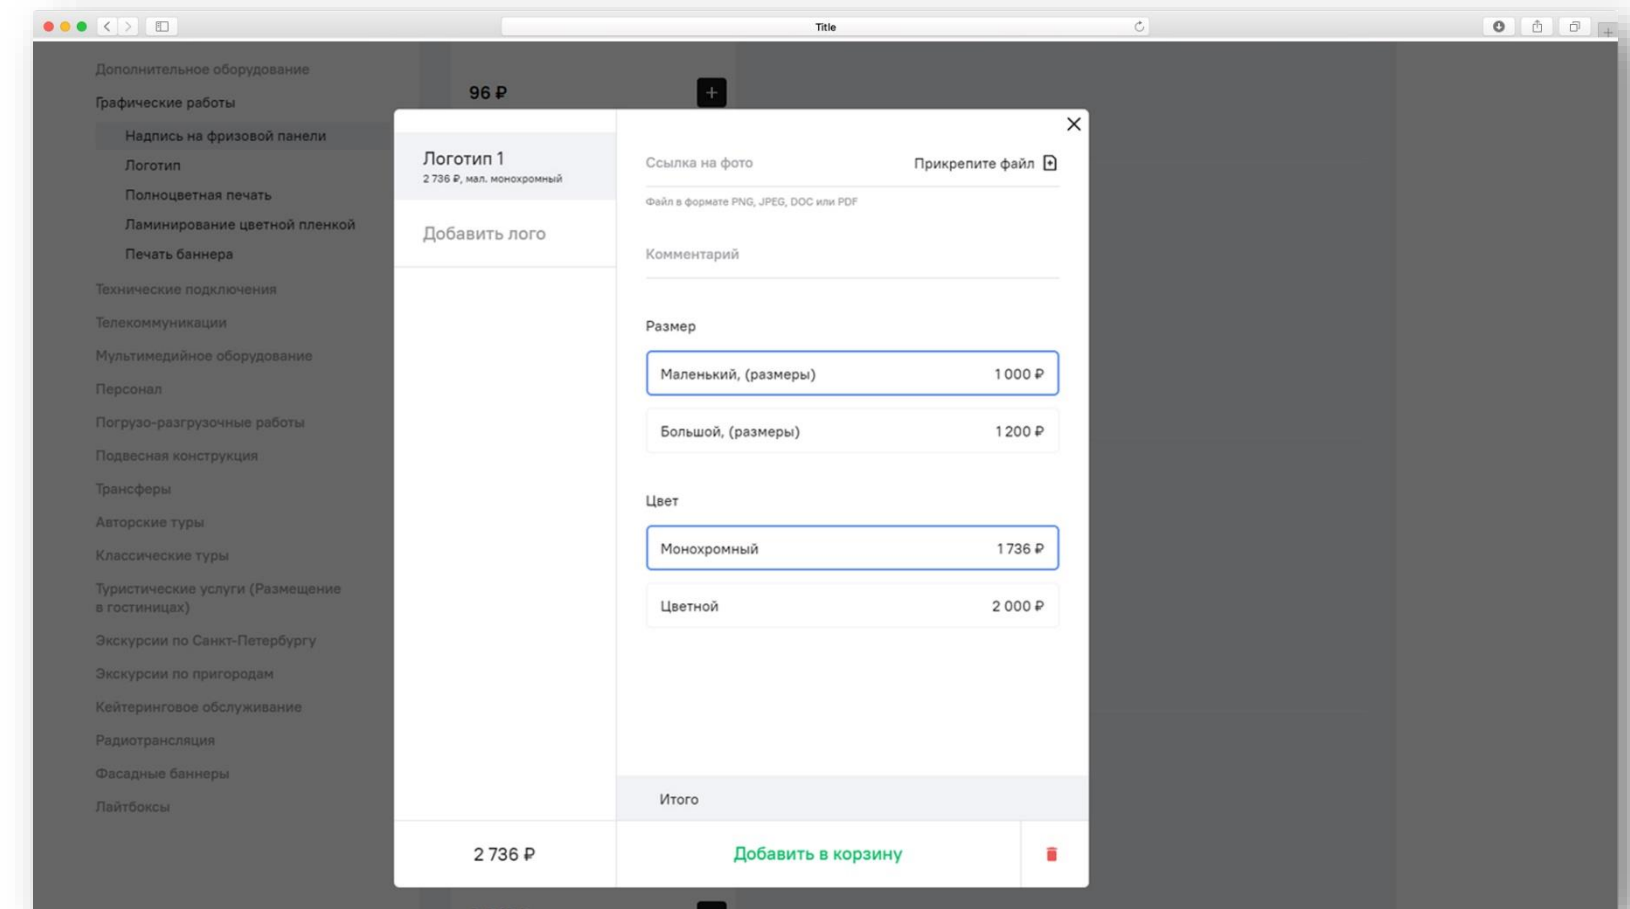 Title
Дополнительное оборудование
Графические работы
Надпись на фризовой панели
Логотип
Полноцветная печать
Ламинирование цветной пленкой
Печать баннера
Технические подключения
Телекоммуникации
Мультимедийное оборудование
Персонал
Погрузо-разгрузочные работы
Подвесная конструкция
Трансферы
Авторские туры
Классические туры
Туристические услуги (Размещение
в гостиницах)
Экскурсии по Санкт-Петербургу
Экскурсии по пригородам
Кейтеринговое обслуживание
Радиотрансляция
Фасадные баннеры
Лайтбоксы
96 ₽
Логотип 1
2 736 ₽, мал. монохромный
Добавить лого
2 736 ₽
Ссылка на фото Прикрепите файл
Файл в формате PNG, JPEG, DOC или PDF
Комментарий
Размер
Маленький, (размеры) 1 000 ₽
Большой, (размеры) 1 200 ₽
Цвет
Монохромный 1 736 ₽
Цветной 2 000 ₽
Итого
Добавить в корзину